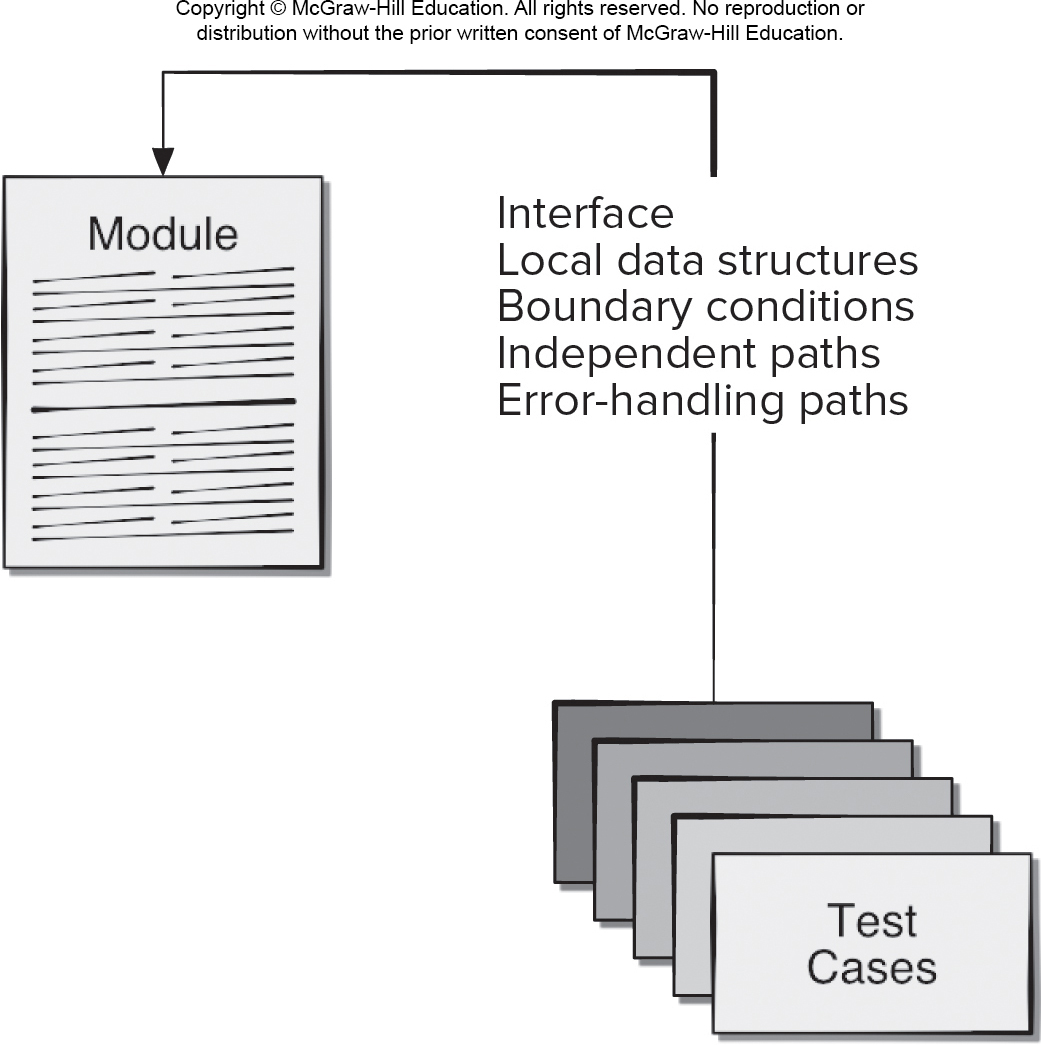 Copyright © McGraw-Hill Education. All rights reserved. No reproduction or
distribution without the prior written consent of McGraw-Hill Education.
Module
Interface
Local data structures
Boundary conditions
Independent paths
Error-handling paths
Test
Cases